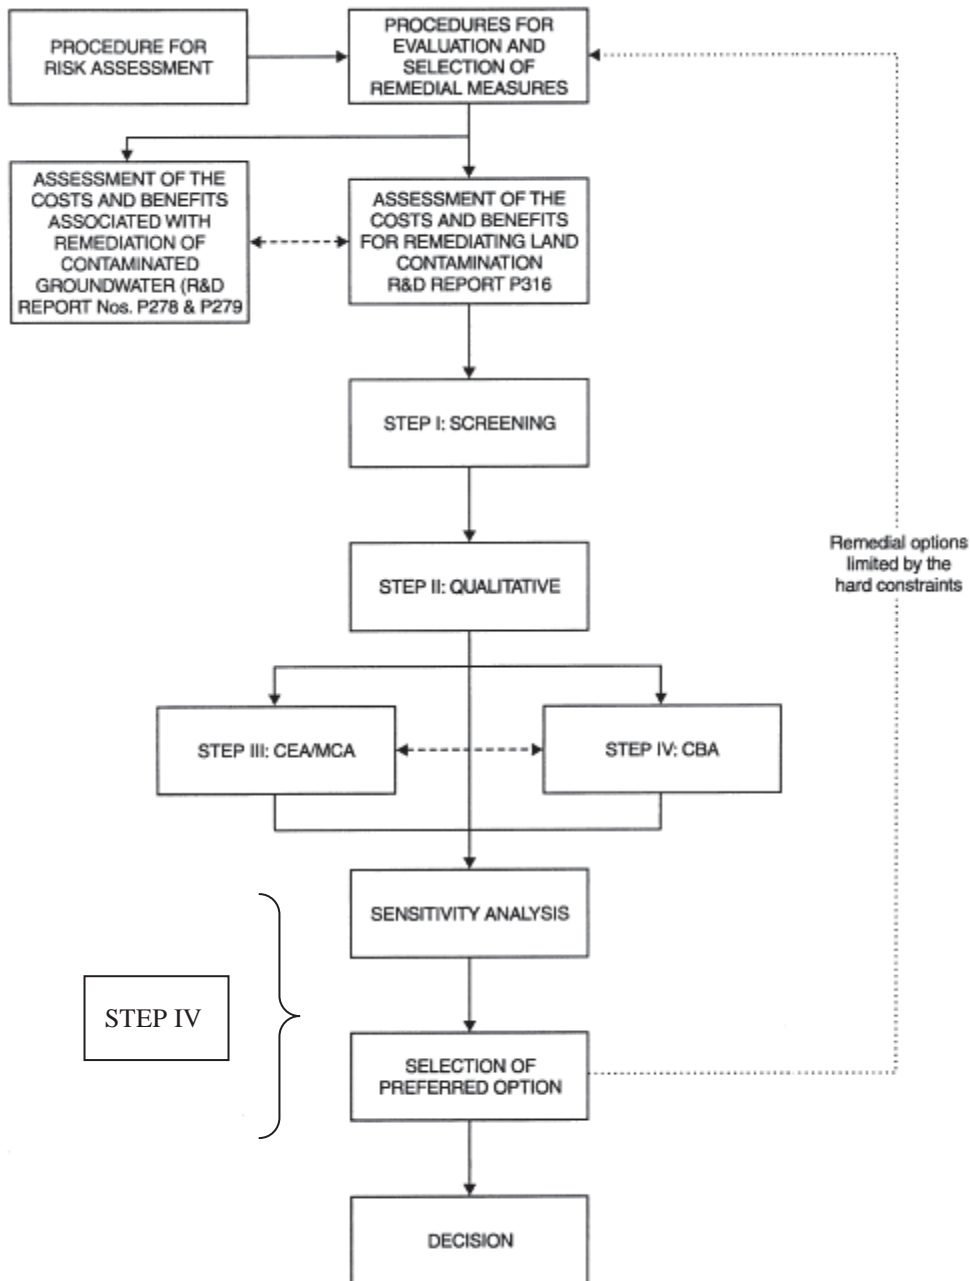 PROCEDURE FOR
RISK ASSESSMENT
PROCEDURES FOR
EVALUATION AND
SELECTION OF
REMEDIAL MEASURES
ASSESSMENT OF THE
COSTS AND BENEFITS
ASSOCIATED WITH
REMEDIATION OF
CONTAMINATED
GROUNDWATER (R&D
REPORT Nos. P278 & P279
ASSESSMENT OF THE
COSTS AND BENEFITS
FOR REMEDIATING LAND
CONTAMINATION
R&D REPORT P316
STEP I: SCREENING
STEP II: QUALITATIVE
Remedial options
limited by the
hard constraints
STEP III: CEA/MCA
STEP IV: CBA
SENSITIVITY ANALYSIS
STEP IV
SELECTION OF
PREFERRED OPTION
DECISION